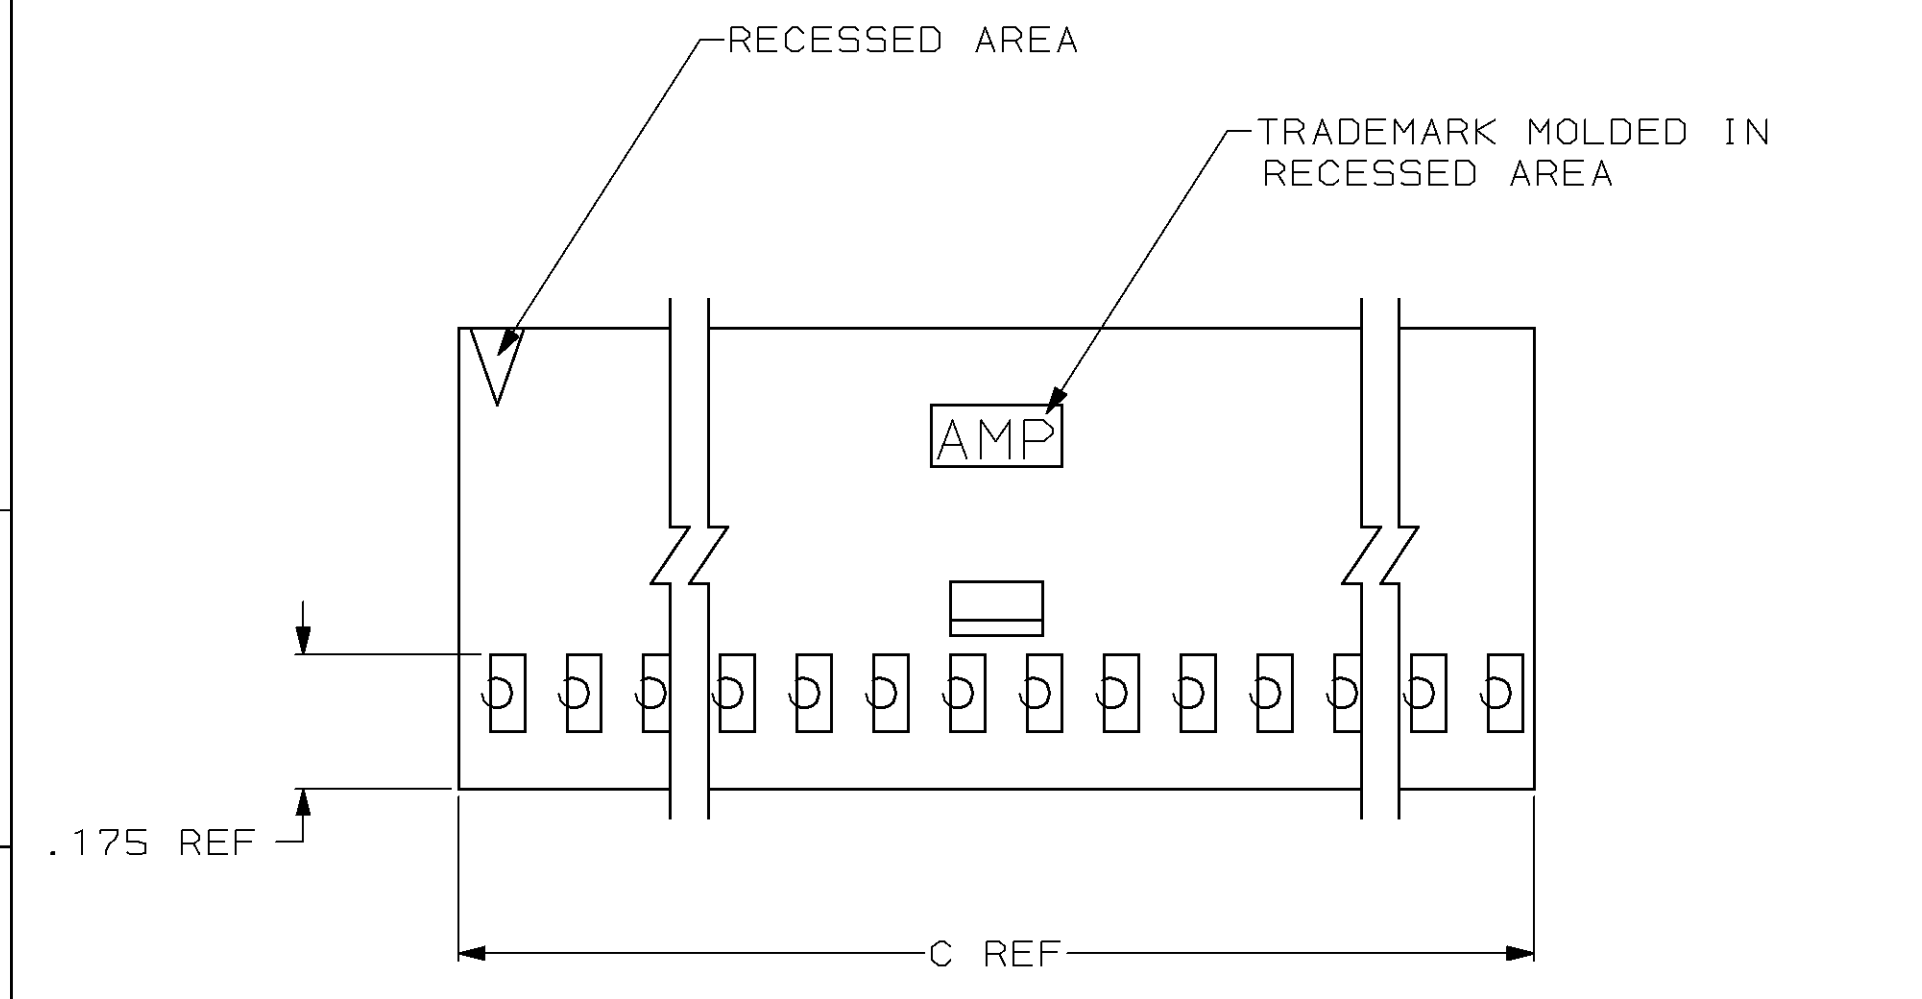 RECESSED AREA
TRADEMARK MOLDED IN
RECESSED AREA
AMP
.175 REF
C REF